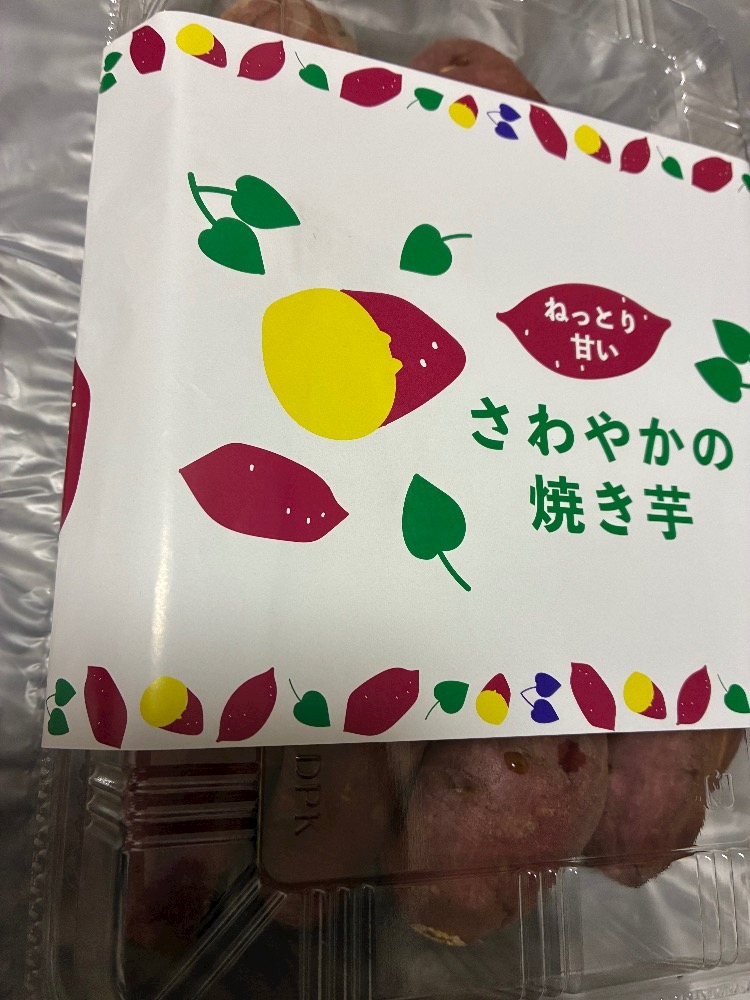 ねっとり
甘い
さわやかの
焼き芋